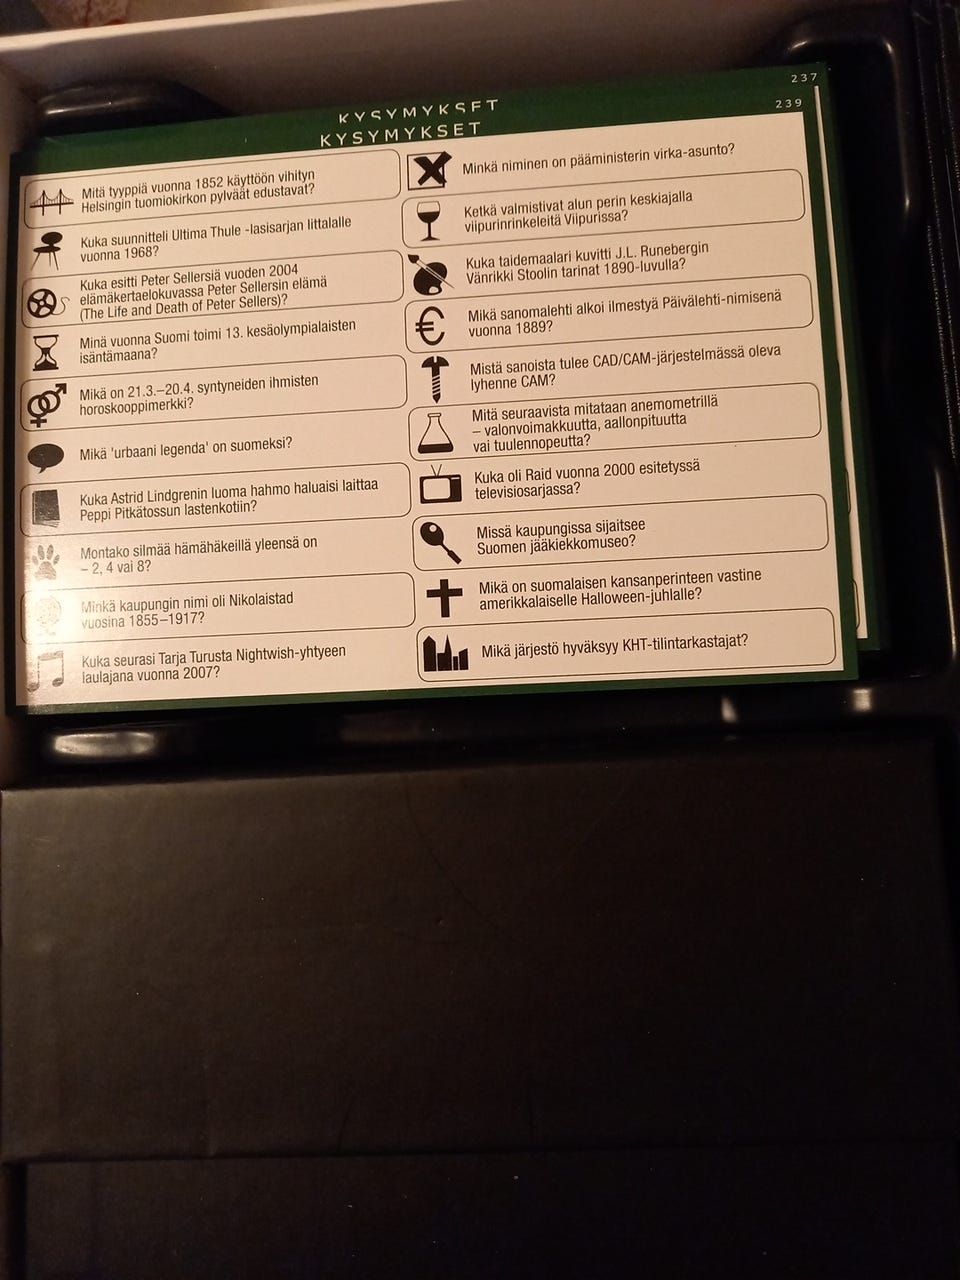 237
KYSYMYKSET
239
KYSYMYKSET
Mitä tyyppiä vuonna 1852 käyttöön vihityn
Helsingin tuomiokirkon pylväät edustavat?
Kuka suunnitteli Ultima Thule -lasisarjan Iittalalle
vuonna 1968?
Kuka esitti Peter Sellersiä vuoden 2004
elämäkertaelokuvassa Peter Sellersin elämä
(The Life and Death of Peter Sellers)?
Minä vuonna Suomi toimi 13. kesäolympialaisten
isäntämaana?
Mikä on 21.3.–20.4. syntyneiden ihmisten
horoskooppimerkki?
Mikä 'urbaani legenda' on suomeksi?
Kuka Astrid Lindgrenin luoma hahmo haluaisi laittaa
Peppi Pitkätossun lastenkotiin?
Montako silmää hämähäkeillä yleensä on
– 2, 4 vai 8?
Minkä kaupungin nimi oli Nikolaistad
vuosina 1855–1917?
Kuka seurasi Tarja Turusta Nightwish-yhtyeen
laulajana vuonna 2007?
Minkä niminen on pääministerin virka-asunto?
Ketkä valmistivat alun perin keskiajalla
viipurinrinkeleitä Viipurissa?
Kuka taidemaalari kuvitti J.L. Runebergin
Vänrikki Stoolin tarinat 1890-luvulla?
Mikä sanomalehti alkoi ilmestyä Päivälehti-nimisenä
vuonna 1889?
Mistä sanoista tulee CAD/CAM-järjestelmässä oleva
lyhenne CAM?
Mitä seuraavista mitataan anemometrillä
– valonvoimakkuutta, aallonpituutta
vai tuulennopeutta?
Kuka oli Raid vuonna 2000 esitetyssä
televisiosarjassa?
Missä kaupungissa sijaitsee
Suomen jääkiekkomuseo?
Mikä on suomalaisen kansanperinteen vastine
amerikkalaiselle Halloween-juhlalle?
Mikä järjestö hyväksyy KHT-tilintarkastajat?